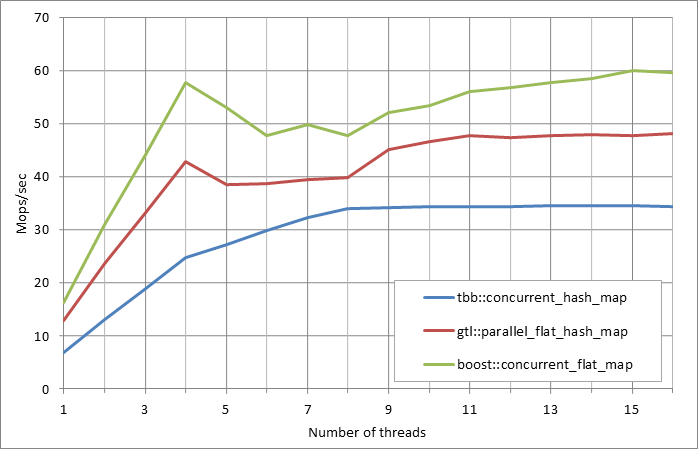 70
60
50
40
30
20
10
0
Mops/sec
1 3 5 7 9 11 13 15
Number of threads
tbb::concurrent_hash_map
gtl::parallel_flat_hash_map
boost::concurrent_flat_map